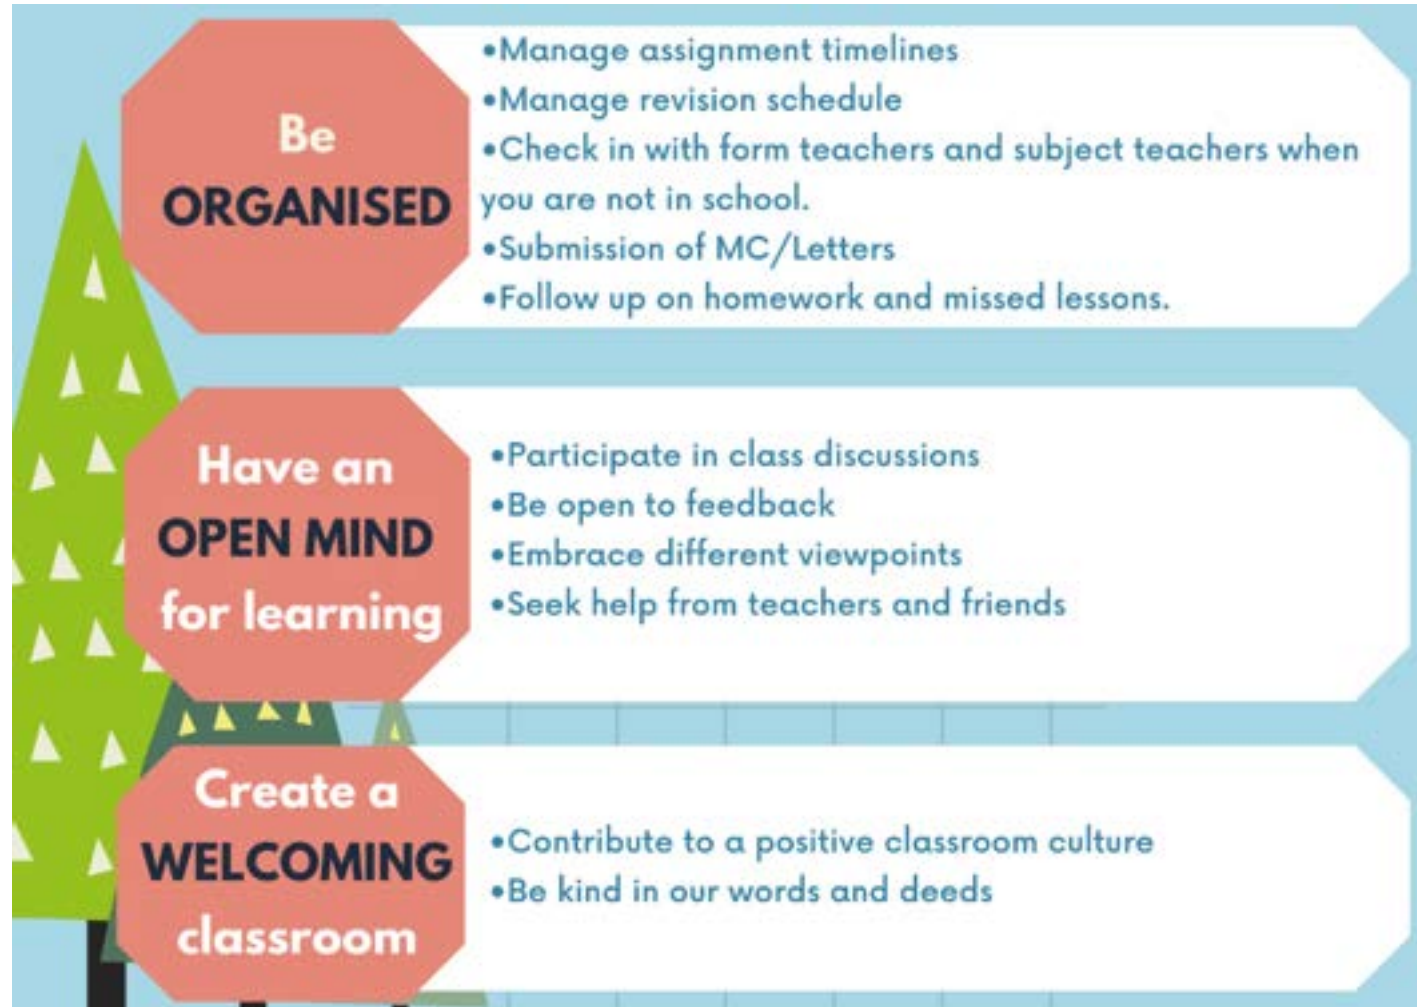 Be
ORGANISED
•Manage assignment timelines
•Manage revision schedule
•Check in with form teachers and subject teachers when
you are not in school.
•Submission of MC/Letters
•Follow up on homework and missed lessons.
Have an
OPEN MIND
for learning
•Participate in class discussions
•Be open to feedback
•Embrace different viewpoints
•Seek help from teachers and friends
Create a
WELCOMING
classroom
•Contribute to a positive classroom culture
•Be kind in our words and deeds